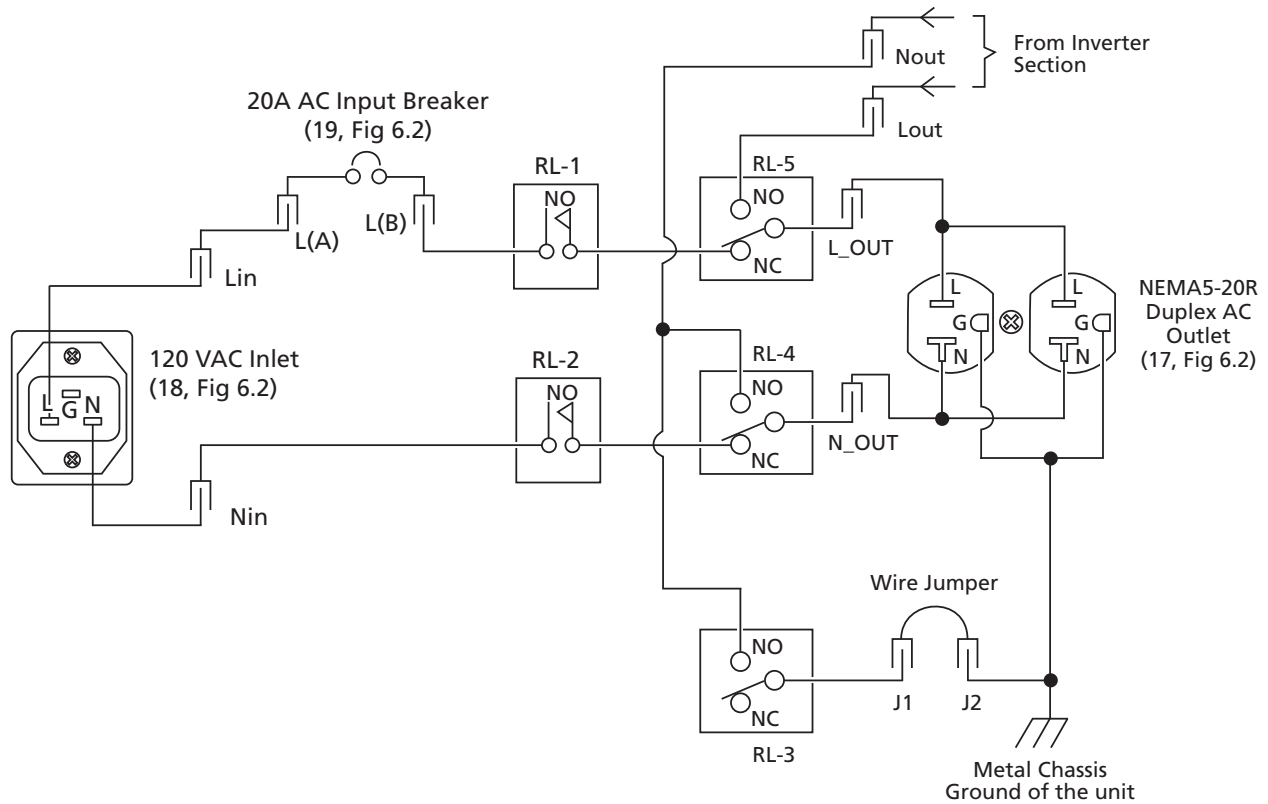 From Inverter
Section
Nout
Lout
20A AC Input Breaker
(19, Fig 6.2)
RL-1
NO
RL-5
NO
NC
L(A)
L(B)
L_OUT
Lin
L
G
N
L
G
N
NEMA5-20R
Duplex AC
Outlet
(17, Fig 6.2)
120 VAC Inlet
(18, Fig 6.2)
L
G
N
RL-2
NO
RL-4
NO
NC
N_OUT
Nin
Wire Jumper
NO
NC
RL-3
J1
J2
Metal Chassis
Ground of the unit